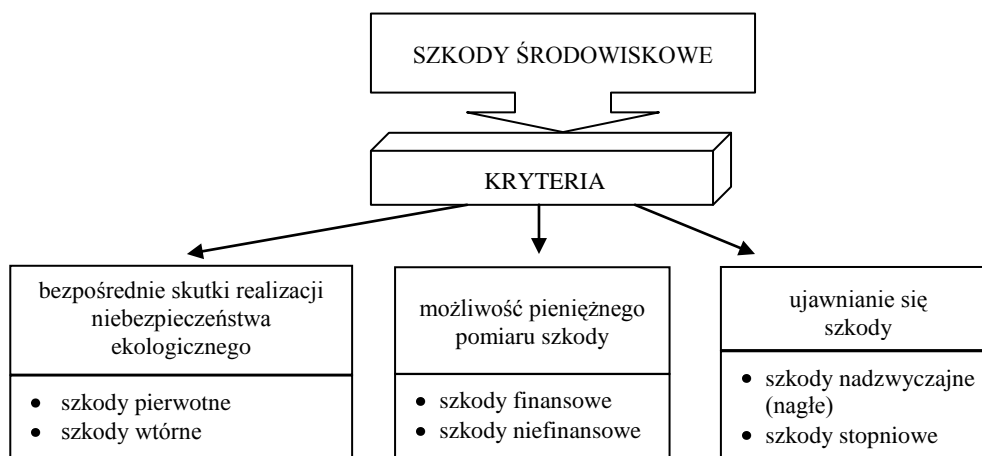 SZKODY ŚRODOWISKOWE
KRYTERIA
bezpośrednie skutki realizacji
niebezpieczeństwa
ekologicznego
• szkody pierwotne
• szkody wtórne
możliwość pieniężnego
pomiaru szkody
• szkody finansowe
• szkody niefinansowe
ujawnianie się
szkody
• szkody nadzwyczajne
(nagłe)
• szkody stopniowe